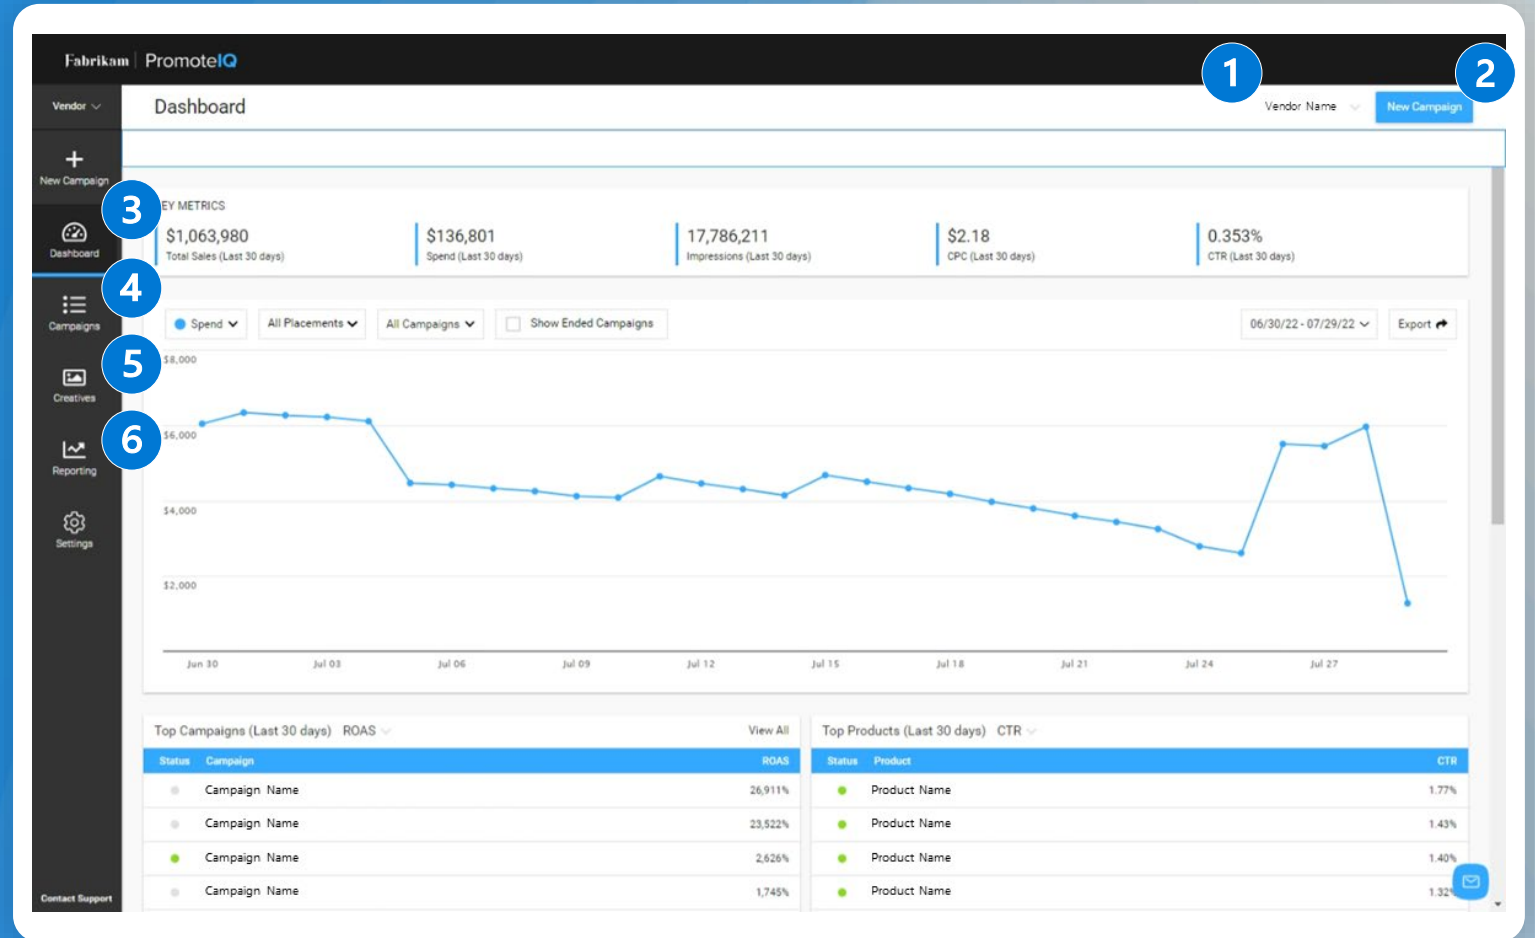 Fabrikam PromoteIQ
1
2
Vendor
Dashboard
Vendor Name
New Campaign
New Campaign
3
EY METRICS
$1,063,980
$136,801
17,786,211
$2.18
0.353%
Total Sales (Last 30 days)
Spend (Last 30 days)
Impressions (Last 30 days)
CPC (Last 30 days)
CTR (Last 30 days)
Dashboard
4
Campaigns
Spend
All Placements
All Campaigns
Show Ended Campaigns
06/30/22 - 07/29/22
Export
5
Creatives
6
Reporting
Settings
$8,000
$6,000
$4,000
$2,000
Jun 30
Jul 03
Jul 06
Jul 09
Jul 12
Jul 15
Jul 18
Jul 21
Jul 24
Jul 27
Top Campaigns (Last 30 days) ROAS
View All
Status Campaign ROAS
Campaign Name 26,911%
Campaign Name 23,522%
Campaign Name 2,626%
Campaign Name 1,745%
Top Products (Last 30 days) CTR
Status Product CTR
Product Name 1.77%
Product Name 1.43%
Product Name 1.40%
Product Name 1.32
Contact Support